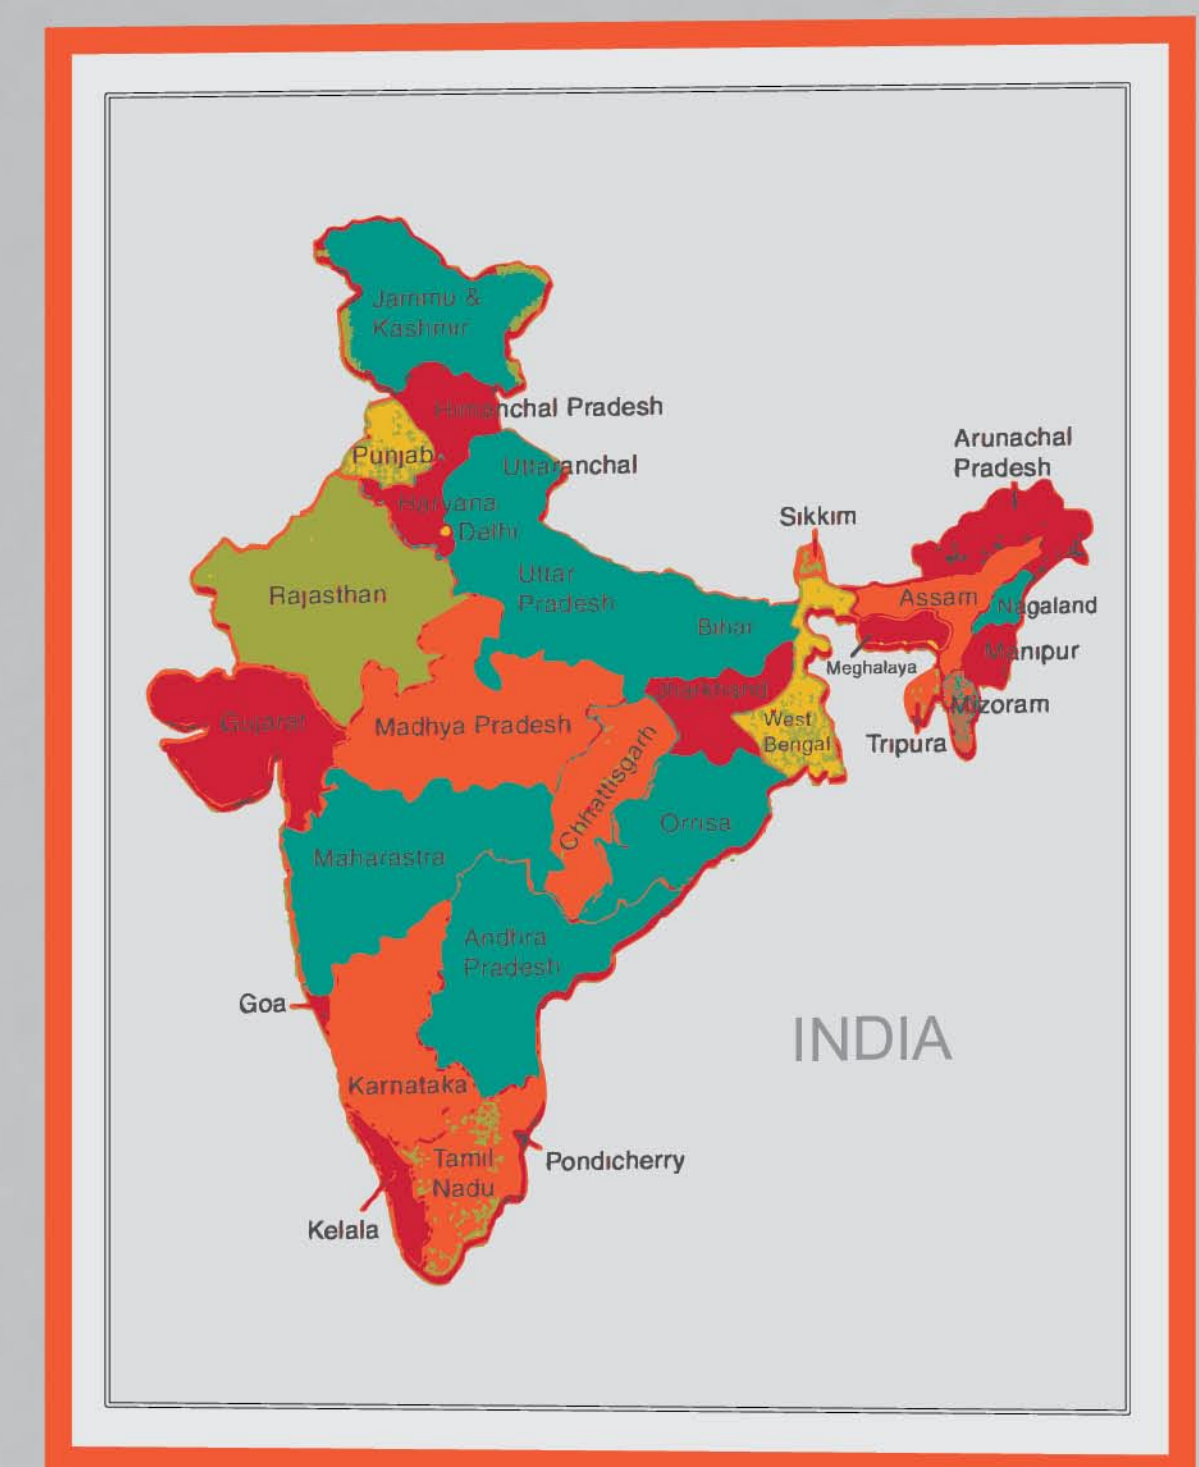 Jammu &
Kashmir
Himanchal Pradesh
Punjab
Uttaranchal
Haryana
Delhi
Arunachal
Pradesh
Sikkim
Rajasthan
Uttar
Pradesh
Bihar
Assam
Nagaland
Manipur
Meghalaya
Jharkhand
Gujarat
Madhya Pradesh
Chhattisgarh
West
Bengal
Mizoram
Tripura
Orrisa
Maharastra
Andhra
Pradesh
Goa
INDIA
Karnataka
Tamil
Nadu
Pondicherry
Kelala